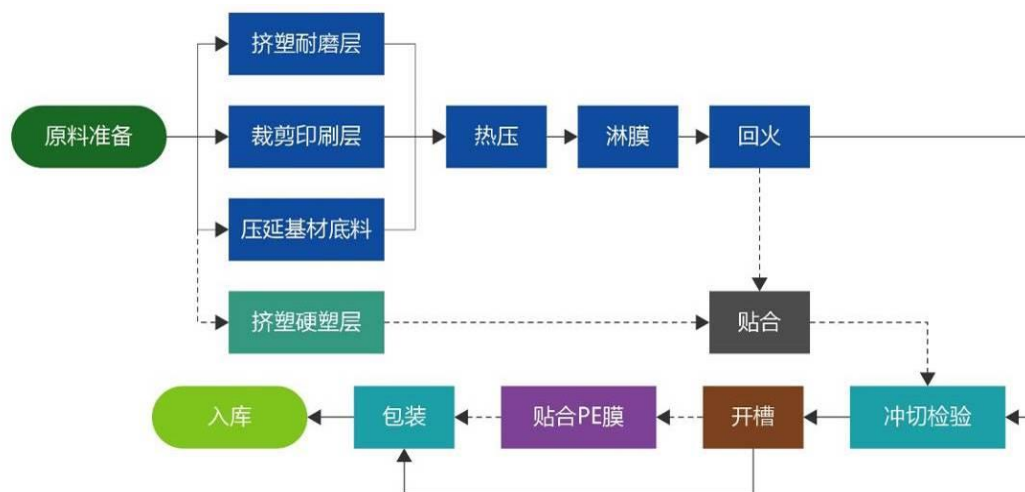 挤塑耐磨层
原料准备
裁剪印刷层
热压
淋膜
回火
压延基材底料
挤塑硬塑层
贴合
入库
包装
贴合PE膜
开槽
冲切检验